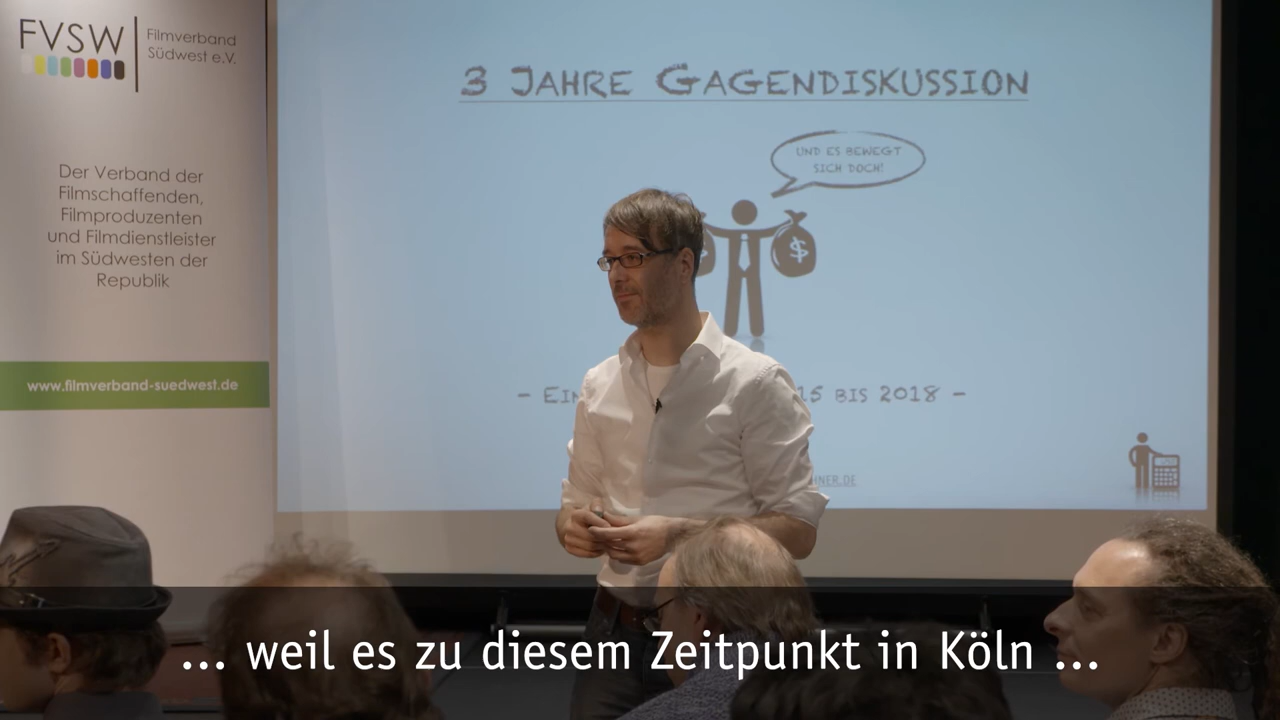 FVSW
Filmverband
Südwest e.V.
Der Verband der
Filmschaffenden,
Filmproduzenten
und Filmdienstleister
im Südwesten der
Republik
www.filmverband-suedwest.de
3 JAHRE GAGENDISKUSSION
UND ES BEWEGT
SICH DOCH!
15 BIS 2018 -
... weil es zu diesem Zeitpunkt in Köln ...